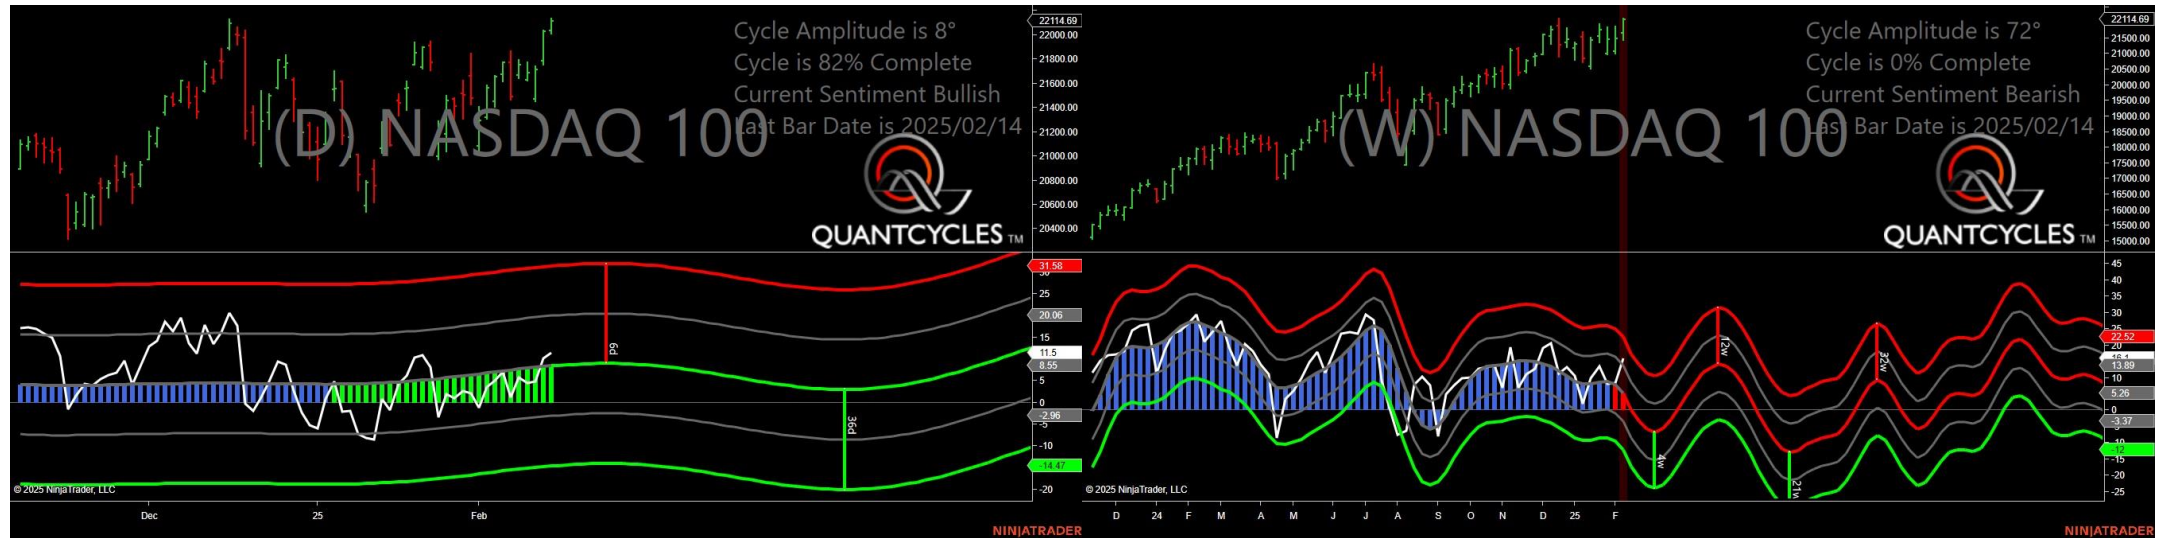 Cycle Amplitude is 8°
Cycle is 82% Complete
Current Sentiment Bullish
Last Bar Date is 2025/02/14
(D) NASDAQ 100
QUANTCYCLES TM
22114.69
22000.00
21800.00
21600.00
21400.00
21200.00
21000.00
20800.00
20600.00
20400.00
31.58
25
20.06
15
11.5
8.55
5
0
-2.96
-5
-10
-14.47
-20
6d
36d
© 2025 NinjaTrader, LLC
Dec 25 Feb
NINJATRADER
Cycle Amplitude is 72°
Cycle is 0% Complete
Current Sentiment Bearish
Last Bar Date is 2025/02/14
(W) NASDAQ 100
QUANTCYCLES TM
22114.69
21500.00
20500.00
20000.00
19500.00
19000.00
18500.00
18000.00
17500.00
17000.00
16500.00
16000.00
15000.00
45
40
35
30
25
22.52
20
13.89
10
5.26
0
-3.37
-10
-12
-15
-20
-25
4w
12w
21w
32w
© 2025 NinjaTrader, LLC
D 24 F M A M J J A S O N D 25 F
NINJATRADER